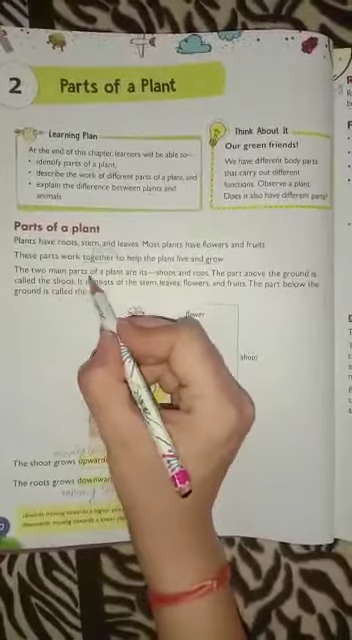 2
Parts of a Plant
Learning Plan
At the end of this chapter, learners will be able to—
• identify parts of a plant,
• describe the work of different parts of a plant, and
• explain the difference between plants and
animals
Think About It
Our green friends!
We have different body parts
that carry out different
functions. Observe a plant
Does it also have different parts?
Parts of a plant
Plants have roots, stem, and leaves. Most plants have flowers and fruits
These parts work together to help the plans live and grow
The two main parts of a plant are its—shoot and root. The part above the ground is
called the shoot. It consists of the stem, leaves, flowers, and fruits. The part below the
ground is called the
flower
shoot
The shoot grows upward
The roots grows downwar